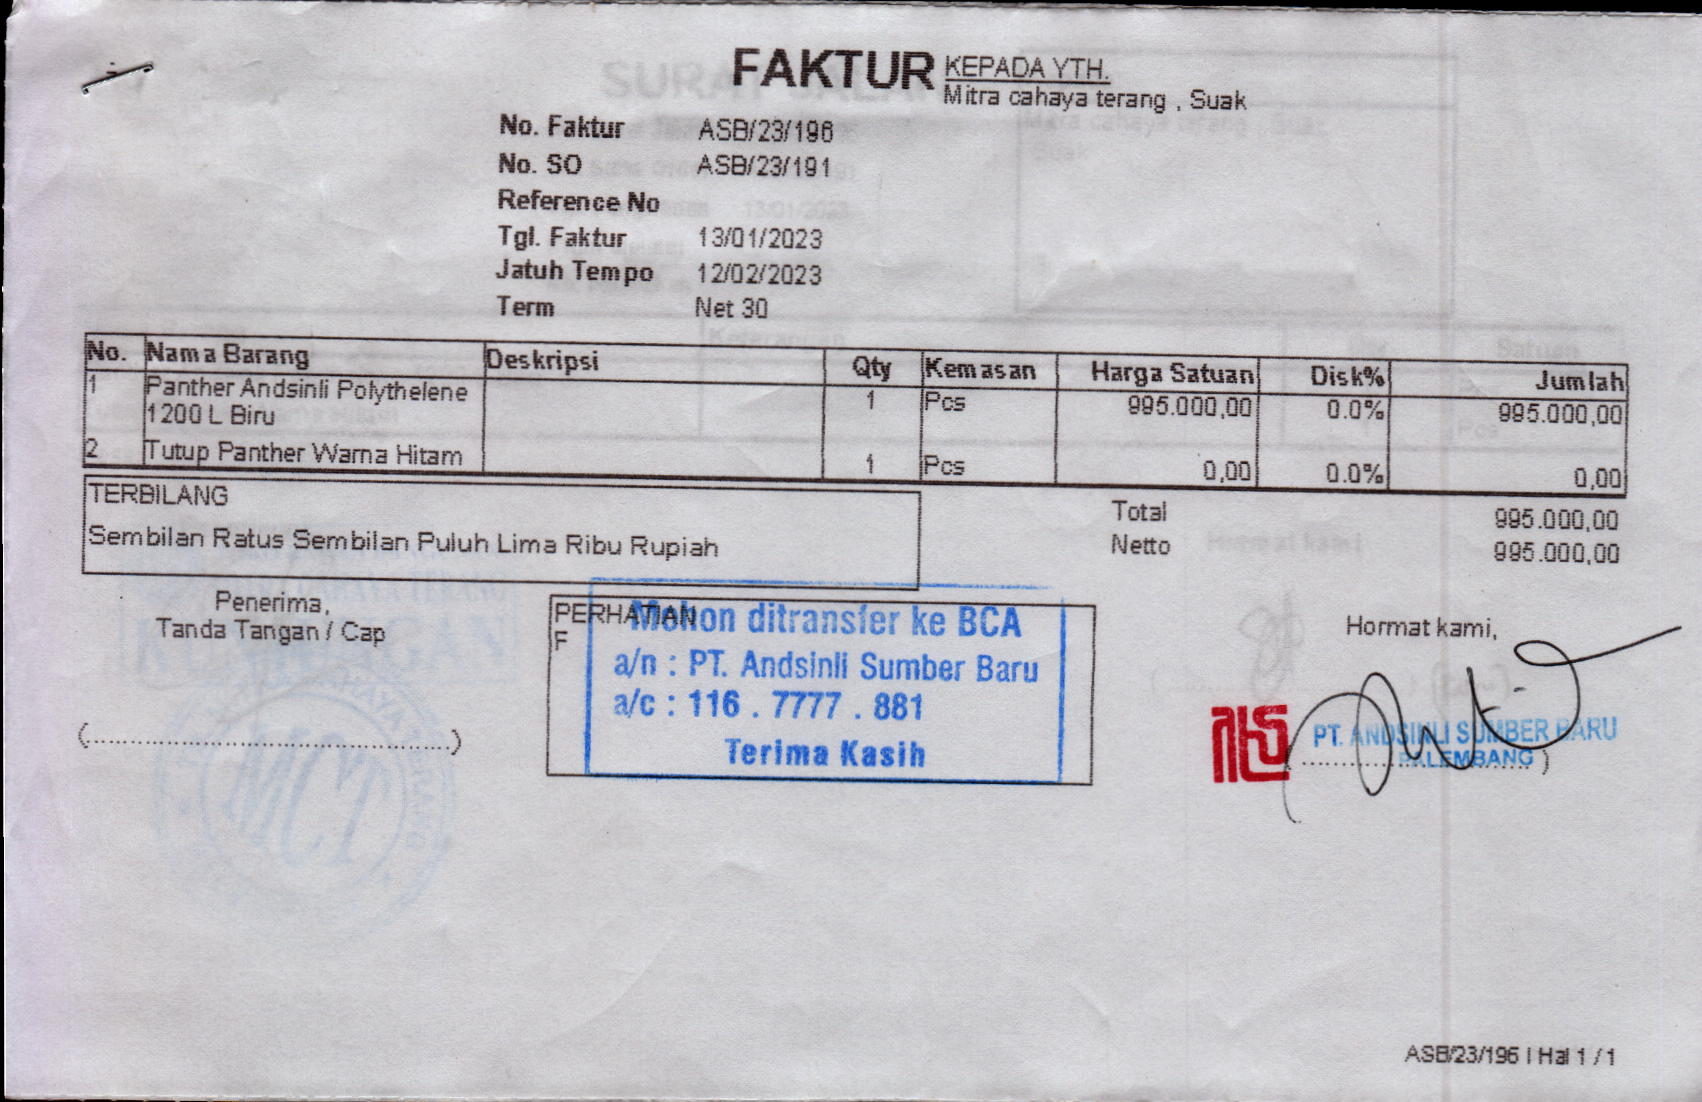 FAKTUR
KEPADA YTH.
Mitra cahaya terang , Suak
No. Faktur ASB/23/196
No. SO ASB/23/191
Reference No
Tgl. Faktur 13/01/2023
Jatuh Tempo 12/02/2023
Term Net 30
No. Nama Barang Deskripsi Qty Kemasan Harga Satuan Disk% Jumlah
1 Panther Andsinli Polythelene 1 Pcs 995.000,00 0.0% 995.000,00
1200 L Biru
2 Tutup Panther Warna Hitam 1 Pcs 0,00 0.0% 0,00
TERBILANG
Sembilan Ratus Sembilan Puluh Lima Ribu Rupiah
Total 995.000,00
Netto 995.000,00
Penerima,
Tanda Tangan / Cap
(....................................................)
PERHATIAN
F
Mohon ditransfer ke BCA
a/n : PT. Andsinli Sumber Baru
a/c : 116 . 7777 . 881
Terima Kasih
Hormat kami,
PT. ANDSINLI SUMBER BARU
PALEMBANG
ASB/23/196 | Hal 1 / 1